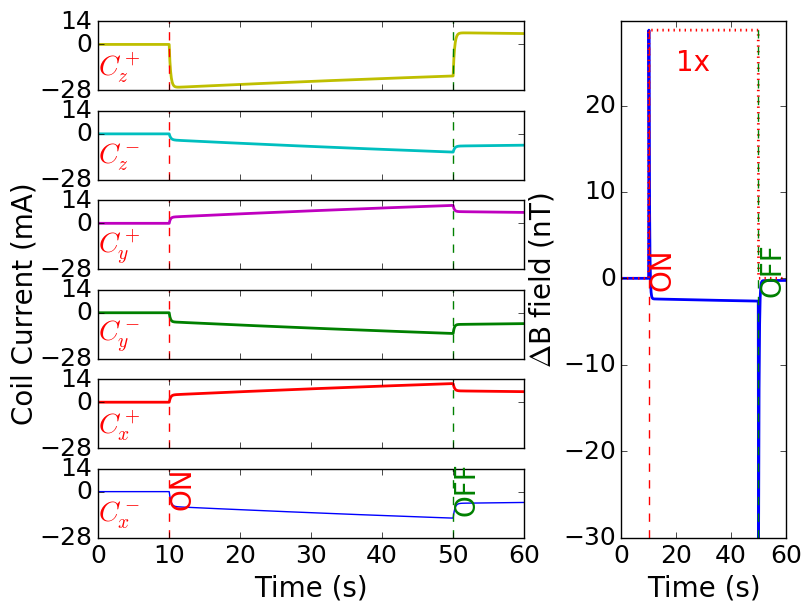 Coil Current (mA)
14
0
−28
C_z^+
14
0
−28
C_z^−
14
0
−28
C_y^+
14
0
−28
C_y^−
14
0
−28
C_x^+
14
0
−28
C_x^−
ON
OFF
0 10 20 30 40 50 60
Time (s)
ΔB field (nT)
20
10
0
−10
−20
−30
1x
ON
OFF
0 20 40 60
Time (s)